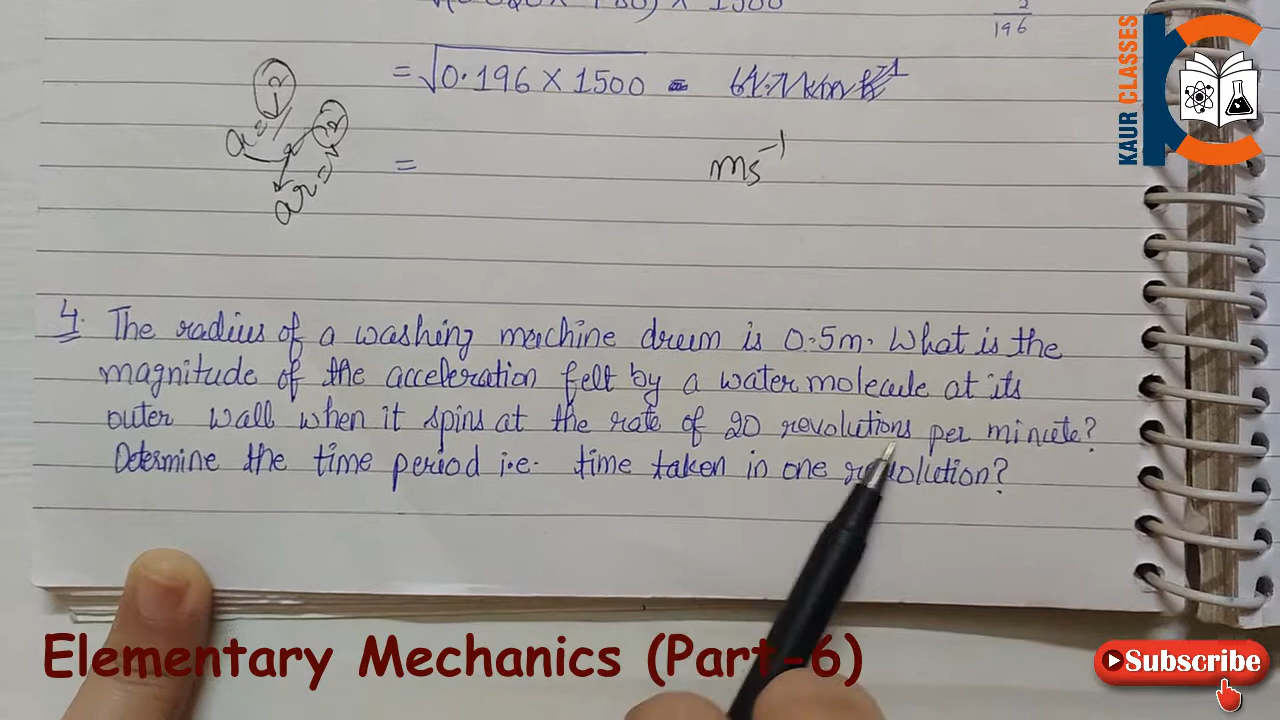 196
= √0.196 × 1500 =
=
ms⁻¹
4. The radius of a washing machine drum is 0.5m. What is the
magnitude of the acceleration felt by a water molecule at its
outer wall when it spins at the rate of 20 revolutions per minute?
Determine the time period i.e. time taken in one revolution?
KAUR CLASSES
Elementary Mechanics (Part-6)
Subscribe